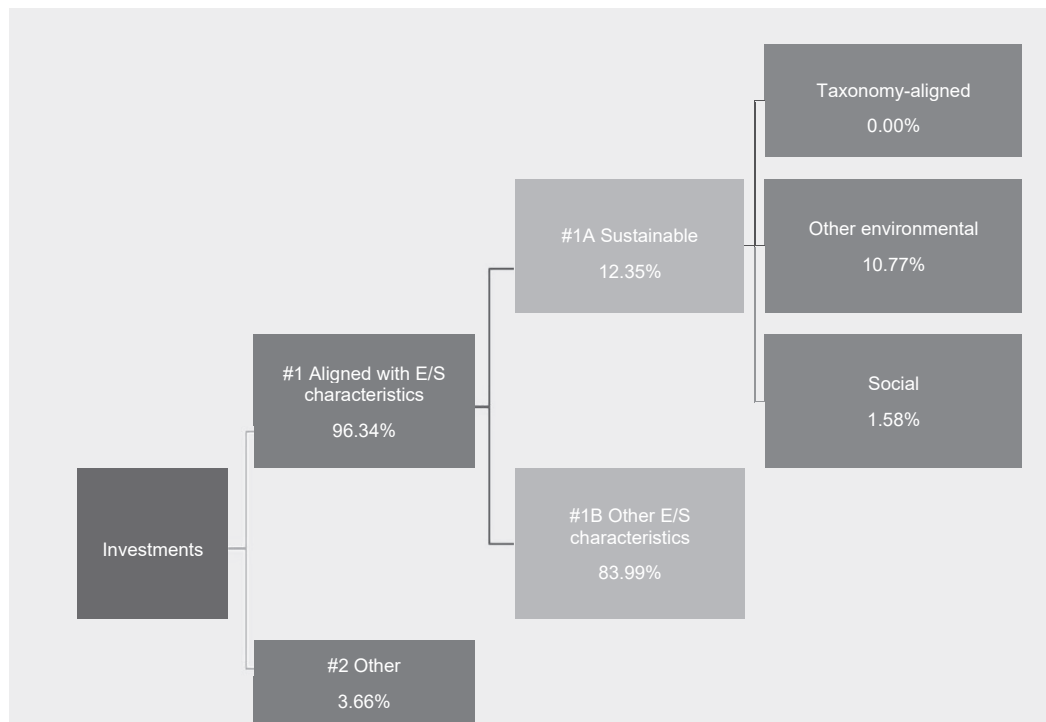 Taxonomy-aligned
0.00%
#1A Sustainable
12.35%
Other environmental
10.77%
#1 Aligned with E/S
characteristics
96.34%
Social
1.58%
Investments
#1B Other E/S
characteristics
83.99%
#2 Other
3.66%